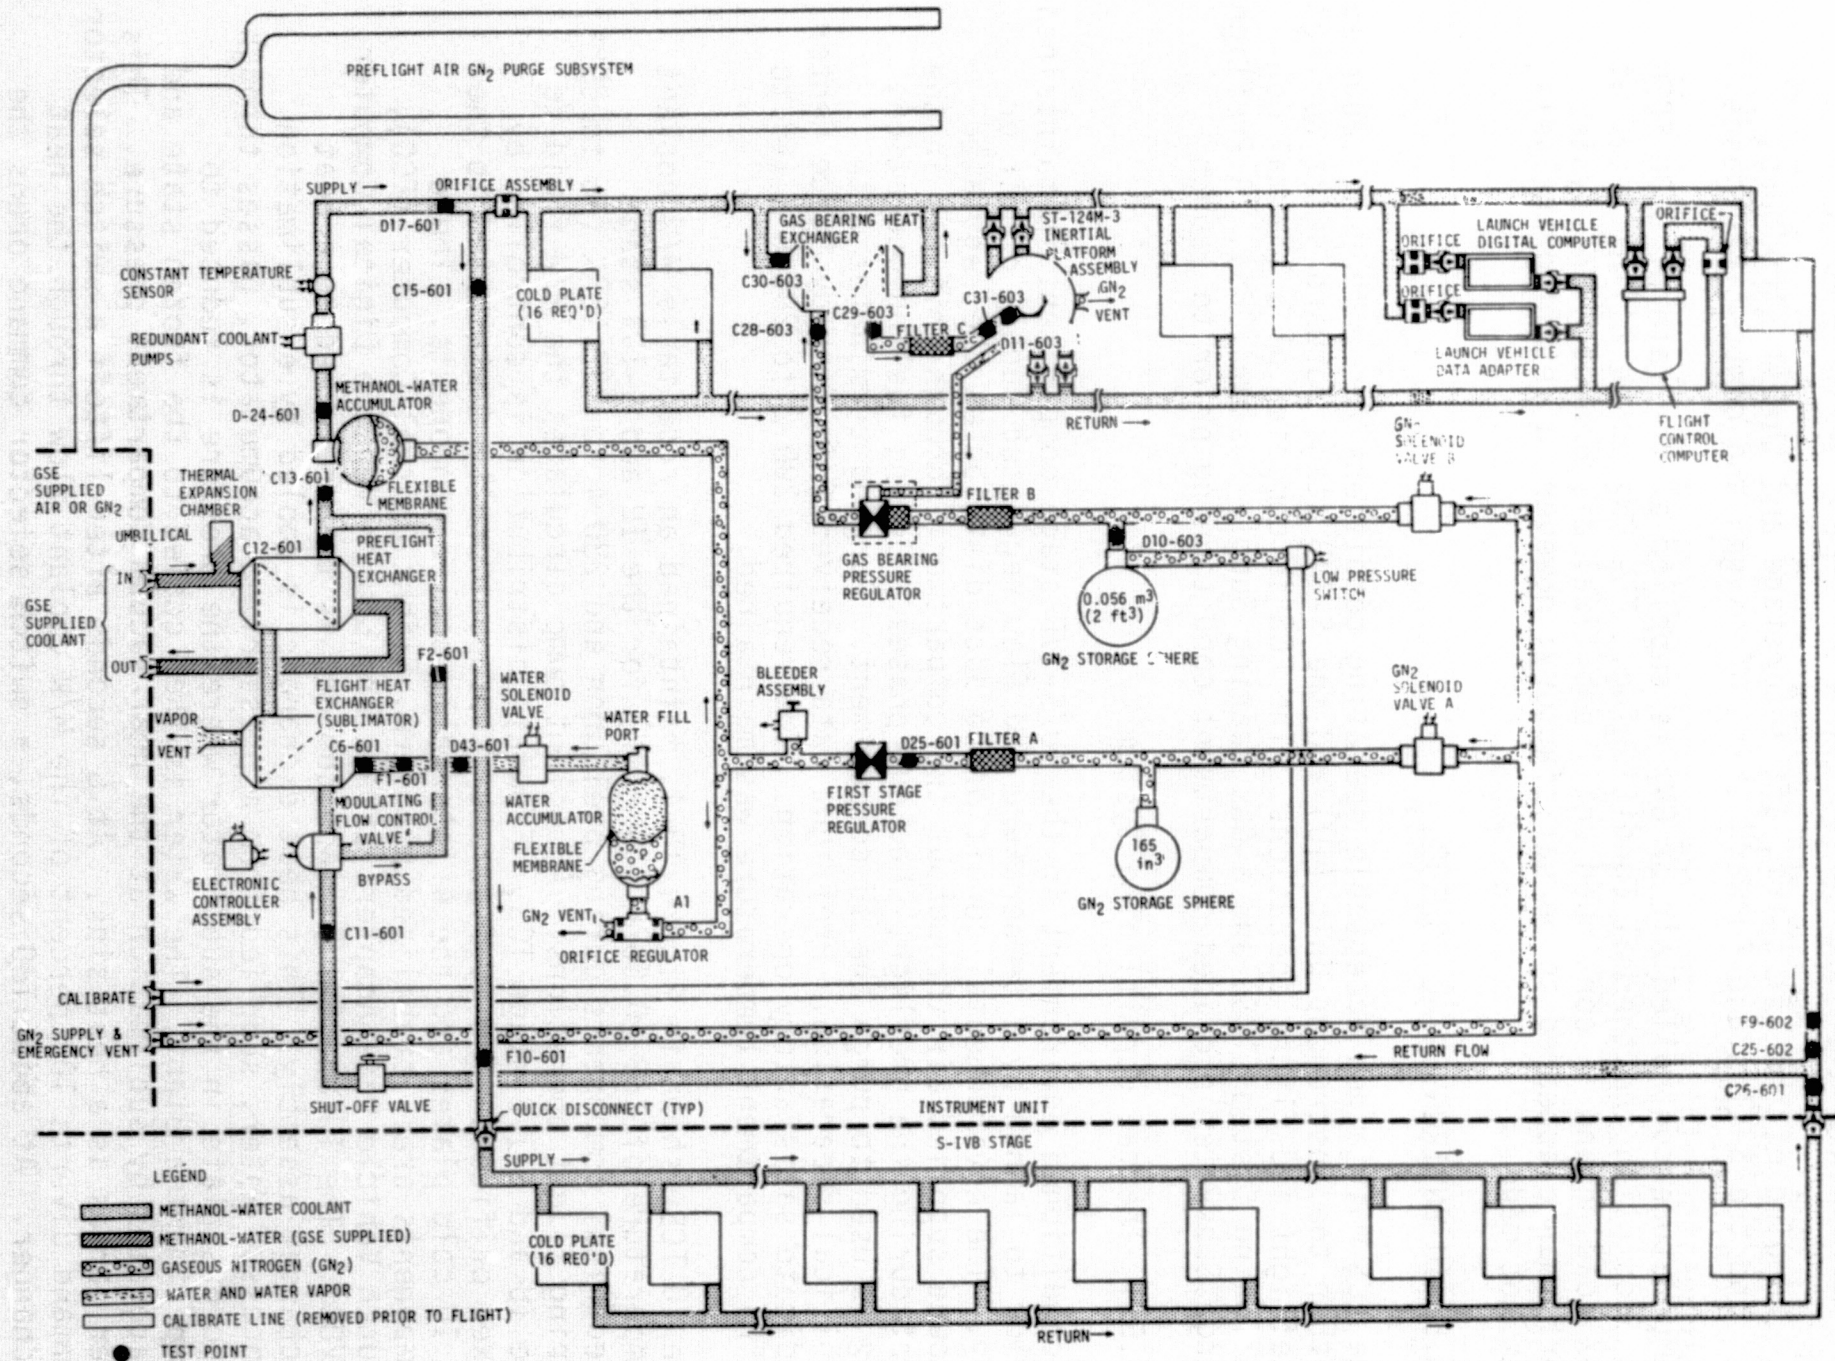 PREFLIGHT AIR GN2 PURGE SUBSYSTEM
SUPPLY
ORIFICE ASSEMBLY
D17-601
GAS BEARING HEAT
EXCHANGER
ST-124M-3
INERTIAL
PLATFORM
ASSEMBLY
GN2
VENT
ORIFICE
LAUNCH VEHICLE
DIGITAL COMPUTER
ORIFICE
ORIFICE
CONSTANT TEMPERATURE
SENSOR
C15-601
COLD PLATE
(16 REQ'D)
C30-603
C29-603
C31-603
C28-603
FILTER C
D11-603
REDUNDANT COOLANT
PUMPS
LAUNCH VEHICLE
DATA ADAPTER
METHANOL-WATER
ACCUMULATOR
D-24-601
RETURN
FLIGHT
CONTROL
COMPUTER
SOLENOID
VALVE B
GSE
SUPPLIED
AIR OR GN2
THERMAL
EXPANSION
CHAMBER
C13-601
FLEXIBLE
MEMBRANE
FILTER B
UMBILICAL
C12-601
PREFLIGHT
HEAT
EXCHANGER
D10-603
GAS BEARING
PRESSURE
REGULATOR
LOW PRESSURE
SWITCH
IN
GSE
SUPPLIED
COOLANT
OUT
0.056 m3
(2 ft3)
GN2 STORAGE
F2-601
FLIGHT HEAT
EXCHANGER
(SUBLIMATOR)
WATER
SOLENOID
VALVE
WATER FILL
PORT
BLEEDER
ASSEMBLY
GN2
SOLENOID
VALVE A
VAPOR
VENT
C6-601
D43-601
F1-601
D25-601
FILTER A
MODULATING
FLOW CONTROL
VALVE
WATER
ACCUMULATOR
FIRST STAGE
PRESSURE
REGULATOR
FLEXIBLE
MEMBRANE
165
in3
BYPASS
ELECTRONIC
CONTROLLER
ASSEMBLY
A1
GN2 VENT
GN2 STORAGE SPHERE
C11-601
ORIFICE REGULATOR
CALIBRATE
GN2 SUPPLY &
EMERGENCY VENT
F9-602
F10-601
RETURN FLOW
C25-602
C26-601
SHUT-OFF VALVE
QUICK DISCONNECT (TYP)
INSTRUMENT UNIT
S-IVB STAGE
SUPPLY
COLD PLATE
(16 REQ'D)
RETURN
LEGEND
METHANOL-WATER COOLANT
METHANOL-WATER (GSE SUPPLIED)
GASEOUS NITROGEN (GN2)
WATER AND WATER VAPOR
CALIBRATE LINE (REMOVED PRIOR TO FLIGHT)
TEST POINT